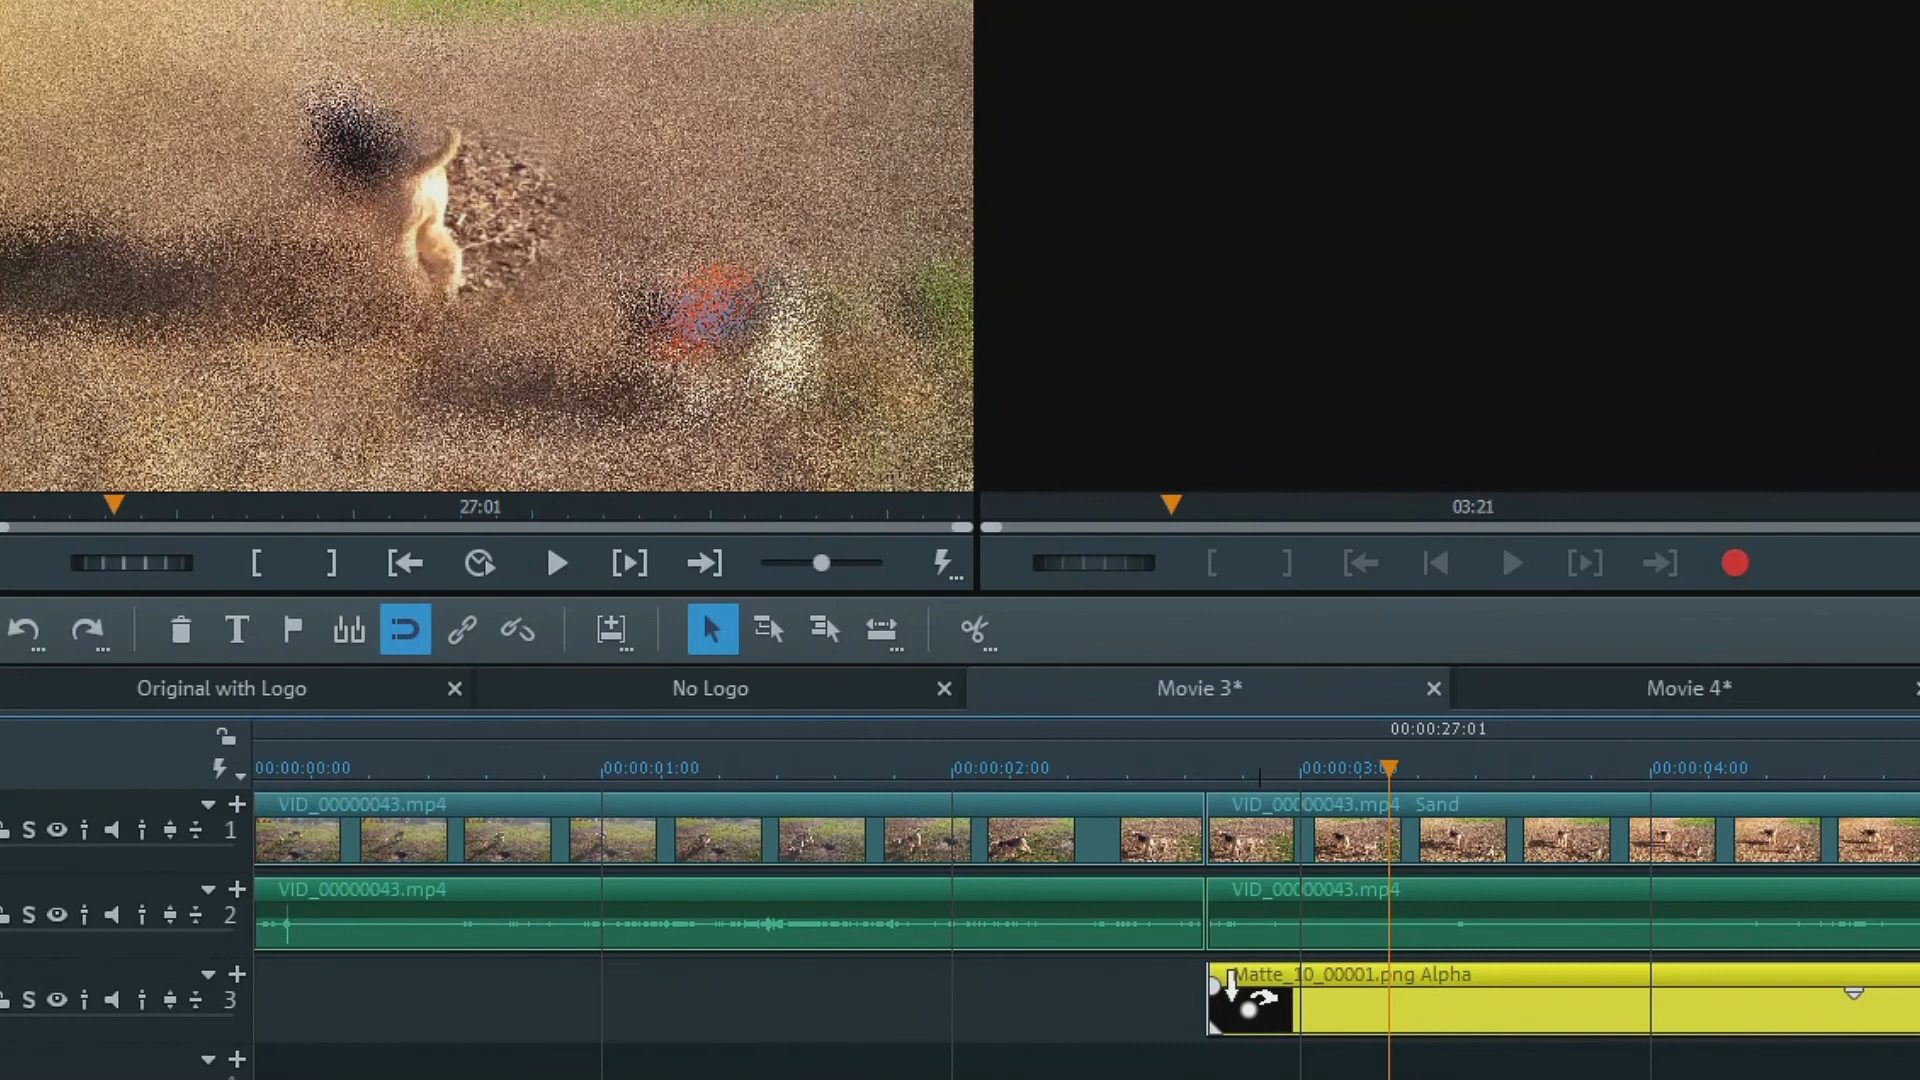 27:01
03:21
Original with Logo
No Logo
Movie 3*
Movie 4*
00:00:27:01
00:00:00:00
00:00:01:00
00:00:02:00
00:00:03:00
00:00:04:00
VID_00000043.mp4
VID_00000043.mp4 Sand
S
1
VID_00000043.mp4
VID_00000043.mp4
S
2
Matte_10_00001.png Alpha
S
3